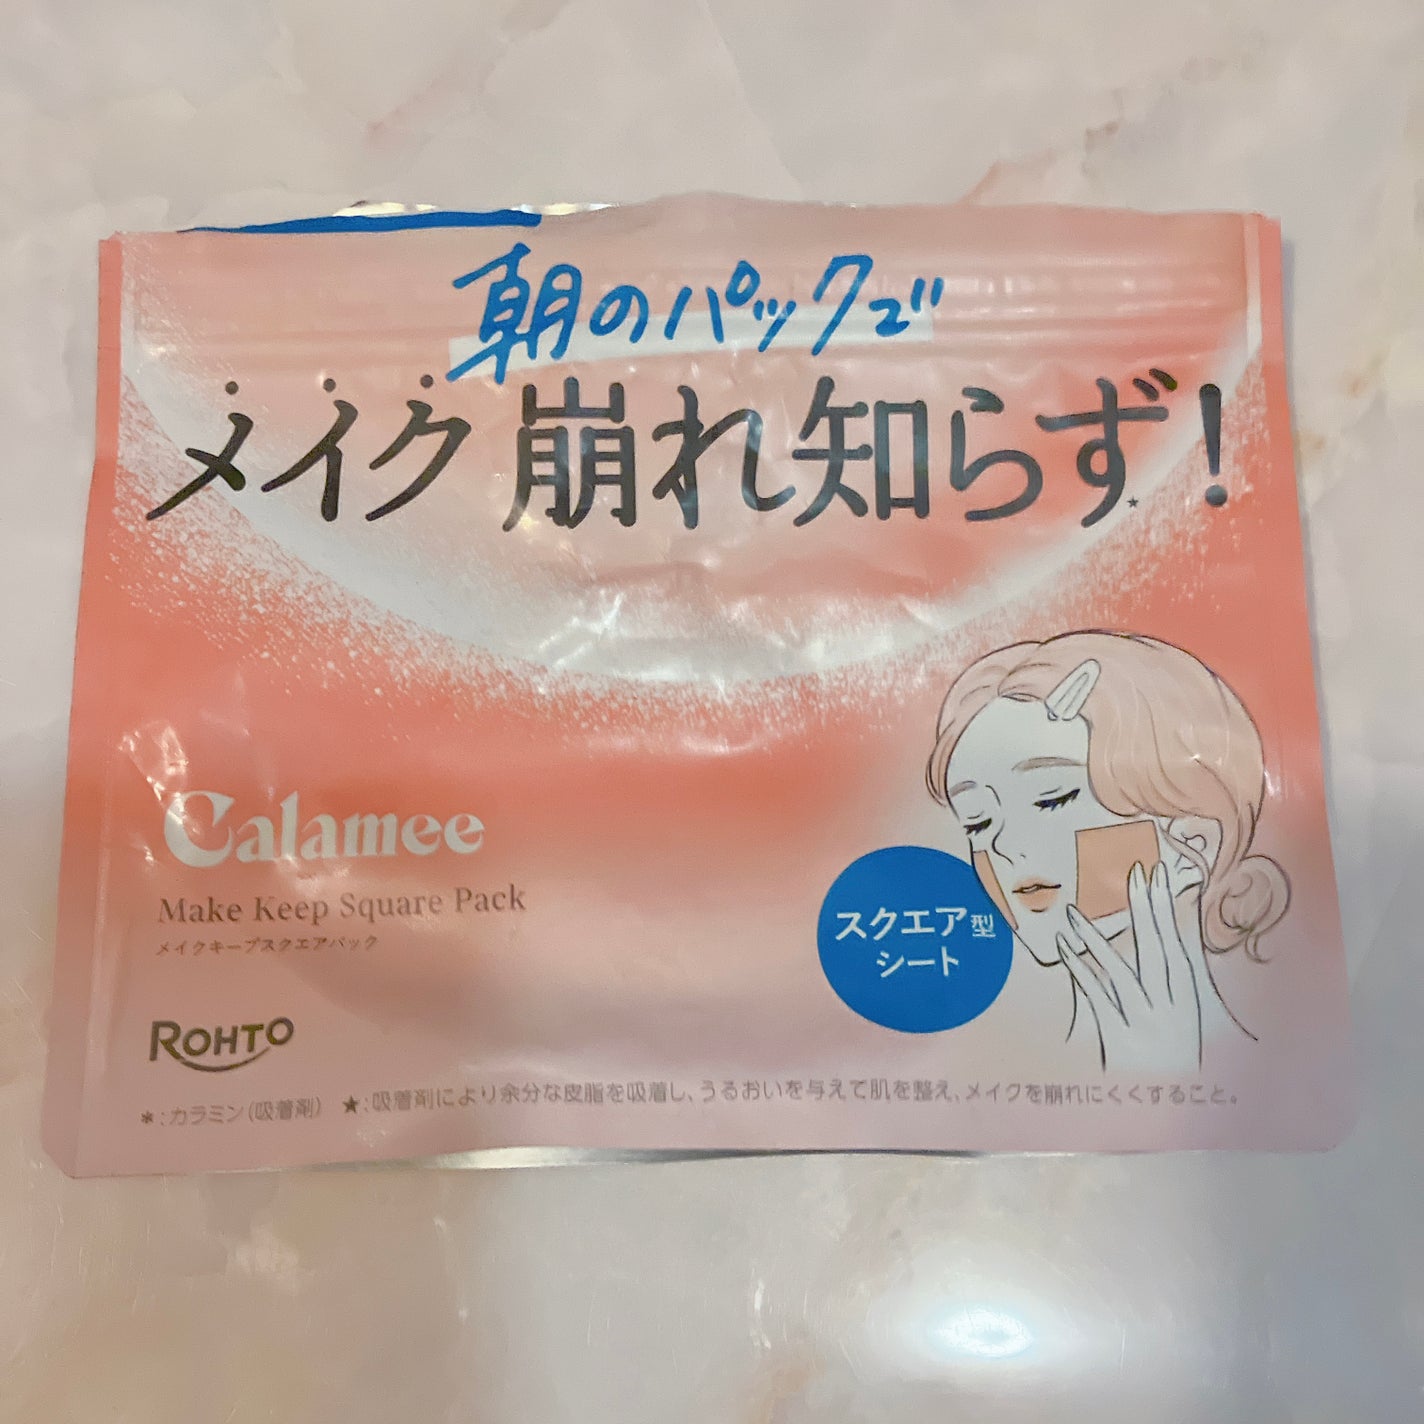 朝のパックで
メイク崩れ知らず!★
Calamee
Make Keep Square Pack
メイクキープスクエアパック
スクエア型
シート
ROHTO
*:カラミン(吸着剤) ★:吸着剤により余分な皮脂を吸着し、うるおいを与えて肌を整え、メイクを崩れにくくすること。